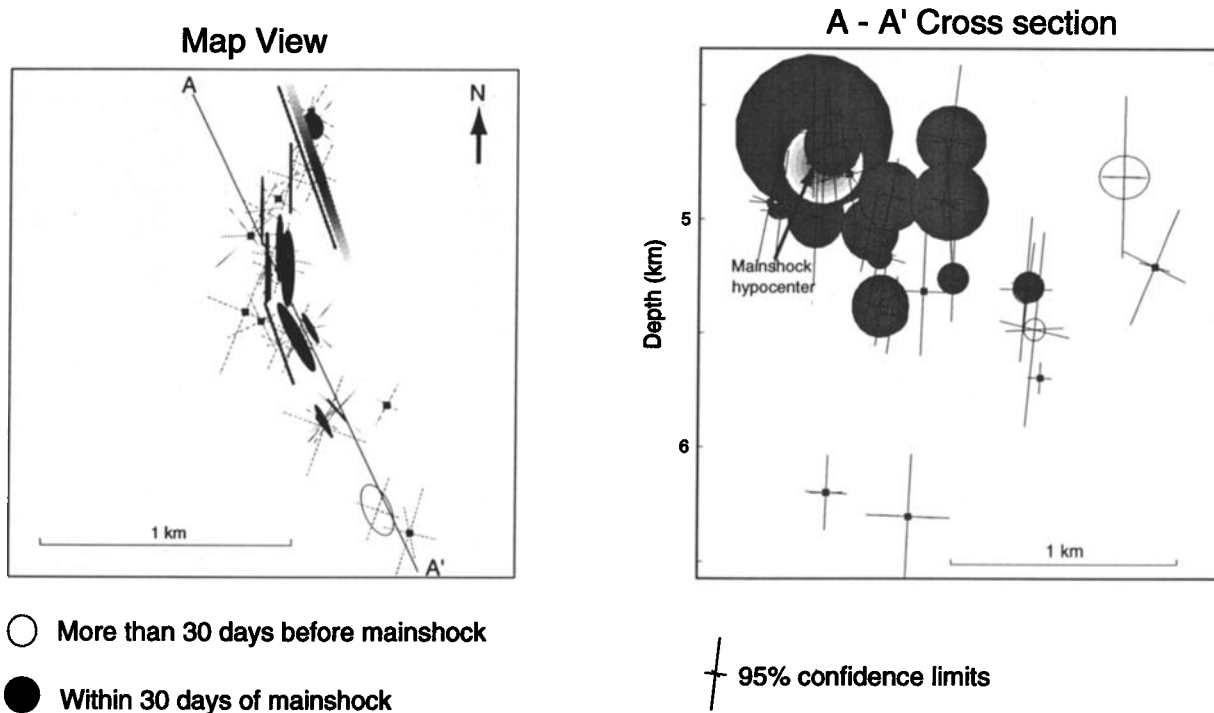 Map View
A
N
1 km
A'
A - A' Cross section
Depth (km)
5
6
Mainshock
hypocenter
1 km
More than 30 days before mainshock
Within 30 days of mainshock
95% confidence limits